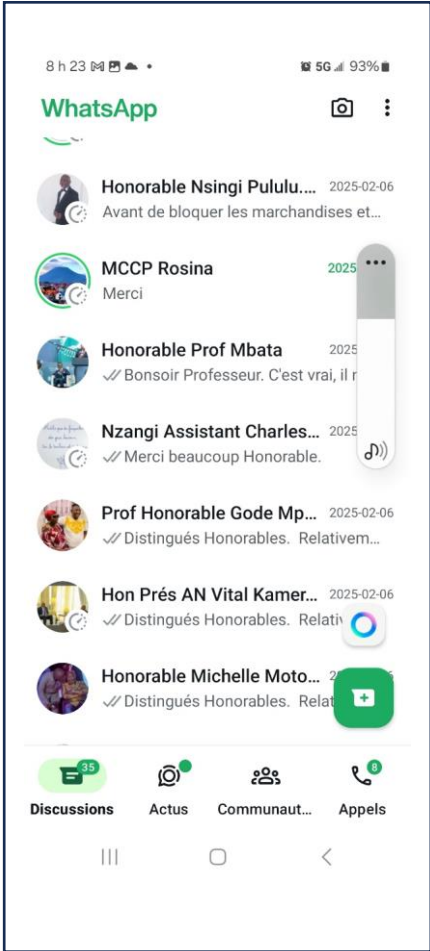 8 h 23
5G 93%
WhatsApp
Honorable Nsingi Pululu.... 2025-02-06
Avant de bloquer les marchandises et...
MCCP Rosina 2025
Merci
Honorable Prof Mbata 2025
Bonsoir Professeur. C'est vrai, il
Nzangi Assistant Charles... 2025
Merci beaucoup Honorable.
Prof Honorable Gode Mp... 2025-02-06
Distingués Honorables. Relativem...
Hon Prés AN Vital Kamer... 2025-02-06
Distingués Honorables.
Honorable Michelle Moto...
Distingués Honorables.
35 8
Discussions Actus Communaut... Appels